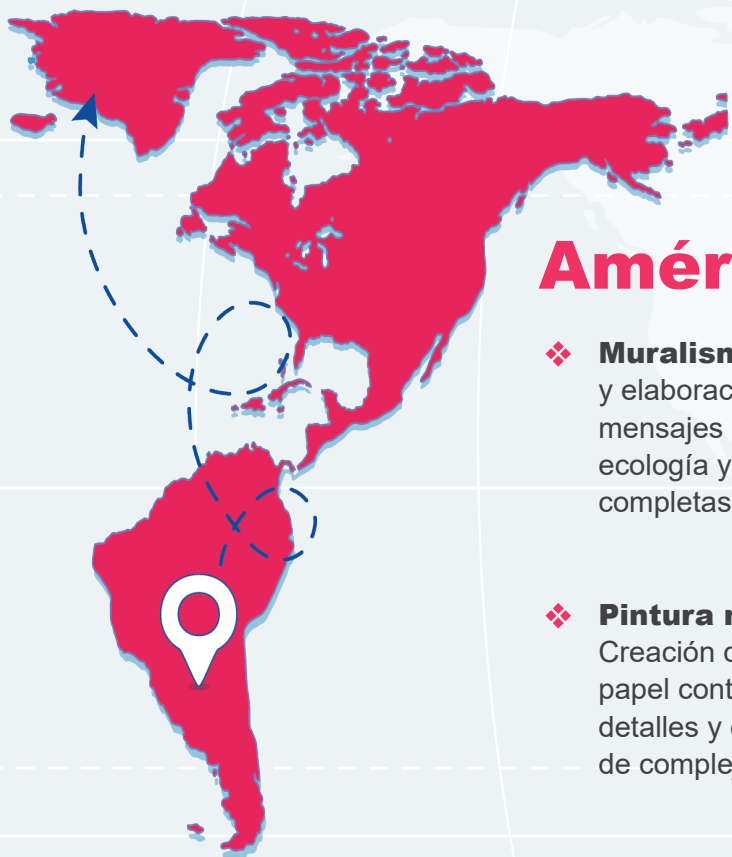 Amér
Muralism
y elaborac
mensajes
ecología y
completas
Pintura
Creación
papel cont
detalles y
de comple